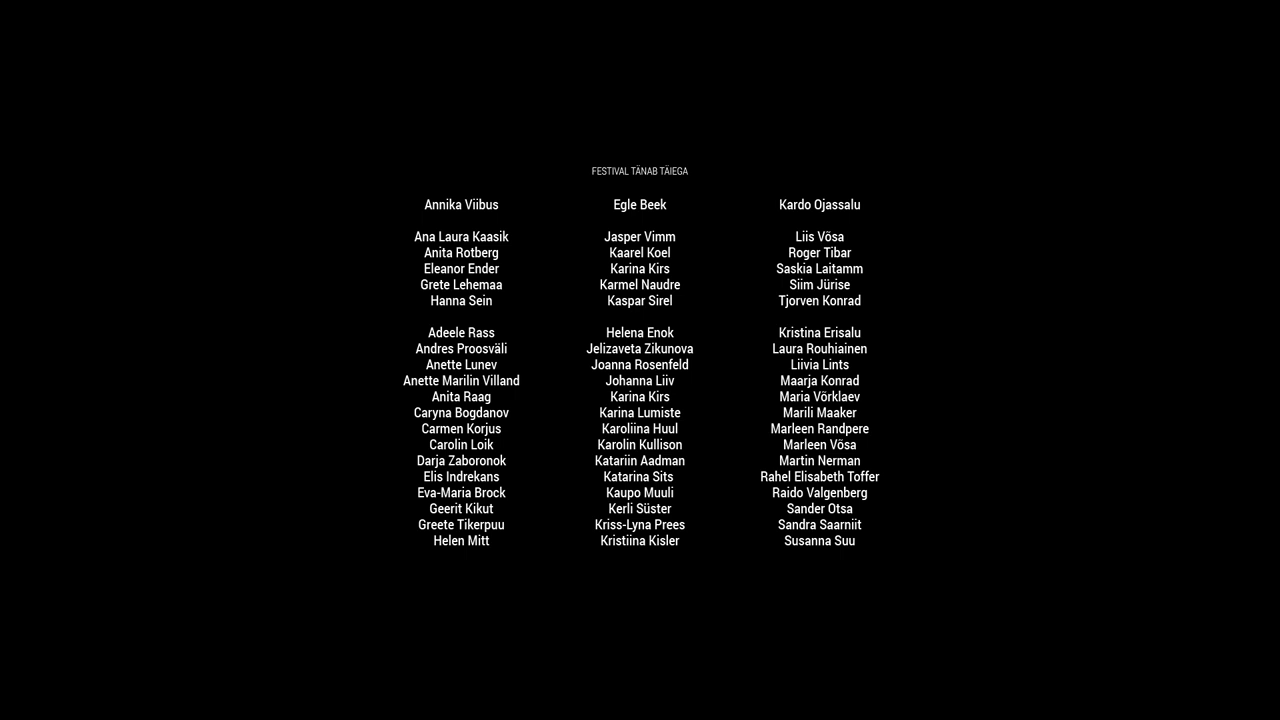 FESTIVAL TÄNAB TÄIEGA
Annika Viibus
Egle Beek
Kardo Ojassalu
Ana Laura Kaasik
Anita Rotberg
Eleanor Ender
Grete Lehemaa
Hanna Sein
Jasper Vimm
Kaarel Koel
Karina Kirs
Karmel Naudre
Kaspar Sirel
Liis Võsa
Roger Tibar
Saskia Laitamm
Siim Jürise
Tjorven Konrad
Adeele Rass
Andres Proosväli
Anette Lunev
Anette Marilin Villand
Anita Raag
Caryna Bogdanov
Carmen Korjus
Carolin Loik
Darja Zaboronok
Elis Indrekans
Eva-Maria Brock
Geerit Kikut
Greete Tikerpuu
Helen Mitt
Helena Enok
Jelizaveta Zikunova
Joanna Rosenfeld
Johanna Liiv
Karina Kirs
Karina Lumiste
Karoliina Huul
Karolin Kullison
Katariin Aadman
Katarina Sits
Kaupo Muuli
Kerli Süster
Kriss-Lyna Prees
Kristiina Kisler
Kristina Erisalu
Laura Rouhiainen
Liivia Lints
Maarja Konrad
Maria Võrklaev
Marili Maaker
Marleen Randpere
Marleen Võsa
Martin Nerman
Rahel Elisabeth Toffer
Raido Valgenberg
Sander Otsa
Sandra Saarniit
Susanna Suu